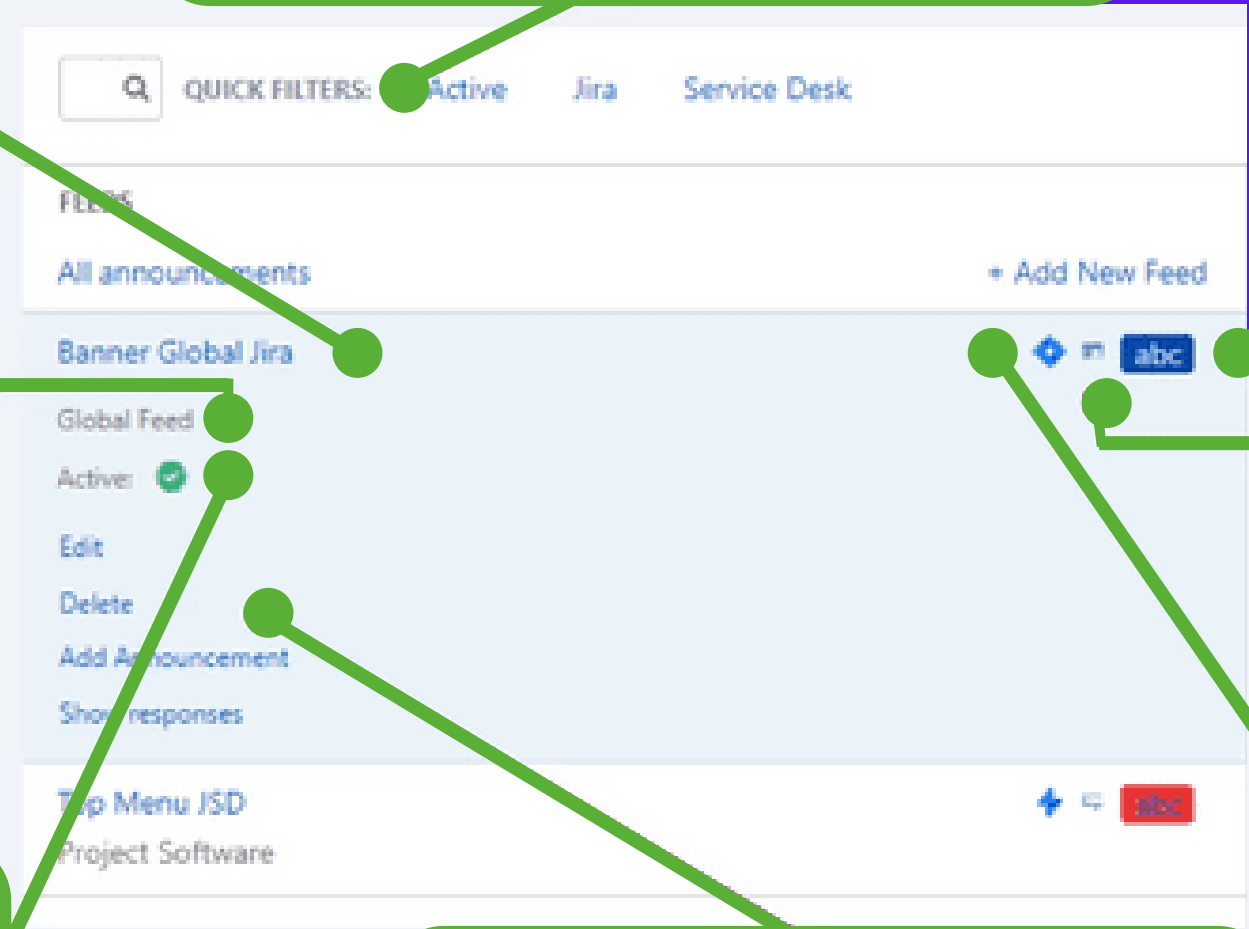 QUICK FILTERS: Active Jira Service Desk
FEEDS
All announcements + Add New Feed
Banner Global Jira abc
Global Feed
Active:
Edit
Delete
Add Announcement
Show responses
Top Menu JSD abc
Project Software